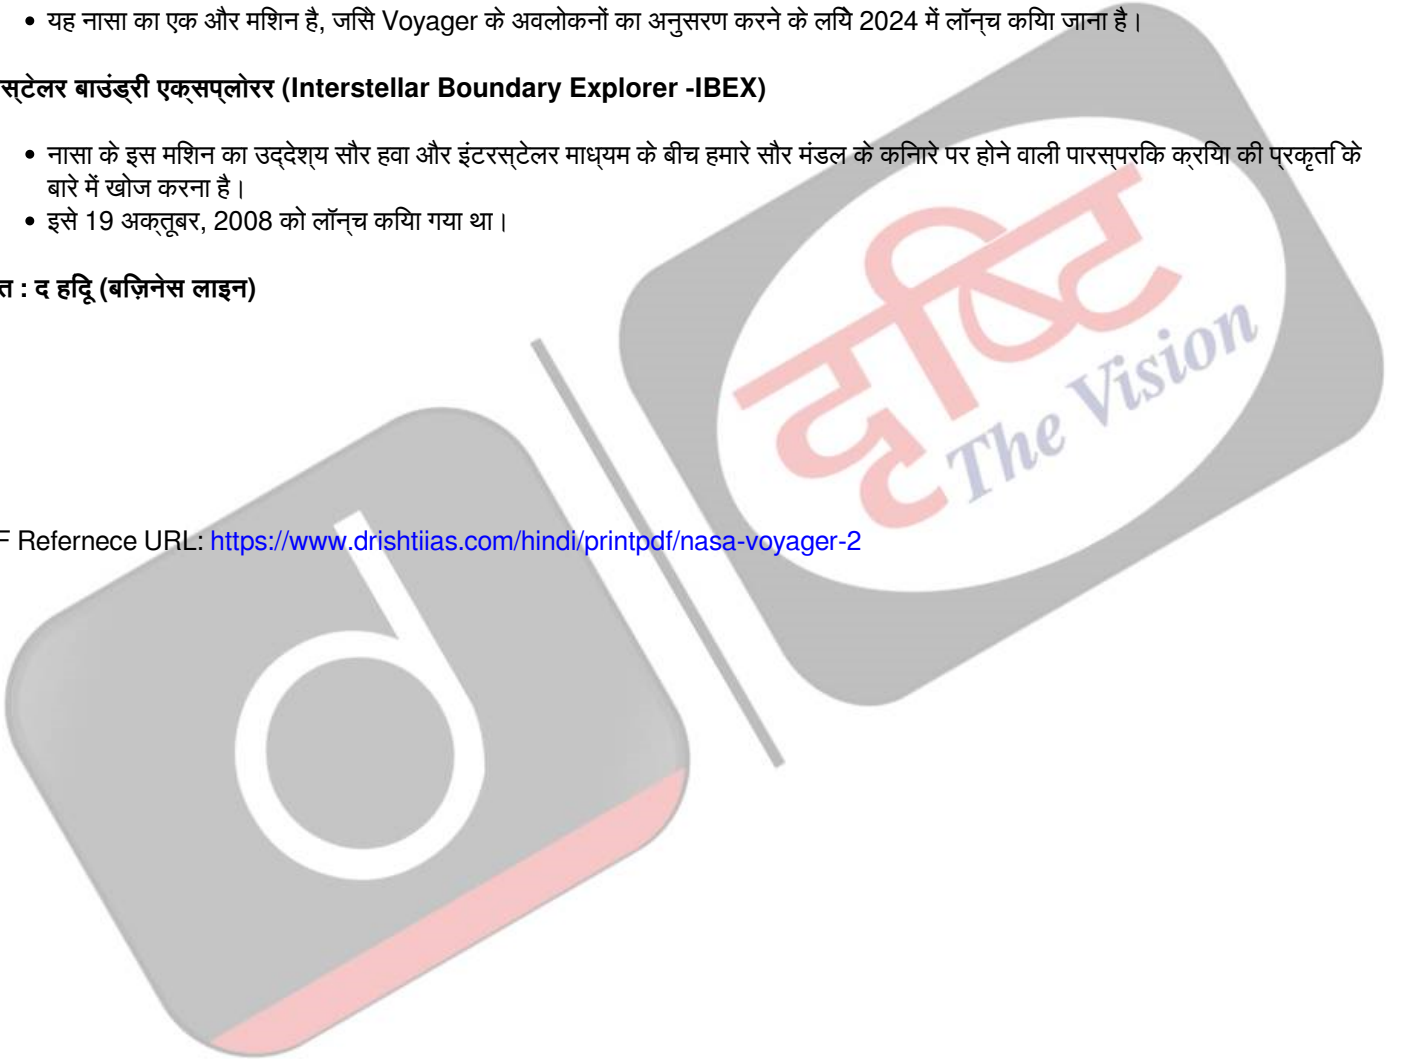 • यह नासा का एक और मिशन है, जिसे Voyager के अवलोकनों का अनुसरण करने के लिये 2024 में लॉन्च किया जाना है।
स्टेलर बाउंड्री एक्सप्लोरर (Interstellar Boundary Explorer -IBEX)
• नासा के इस मिशन का उद्देश्य सौर हवा और इंटरस्टेलर माध्यम के बीच हमारे सौर मंडल के किनारे पर होने वाली पारस्परिक क्रिया की प्रकृति के
बारे में खोज करना है।
• इसे 19 अक्तूबर, 2008 को लॉन्च किया गया था।
त : द हिंदू (बिज़नेस लाइन)
दृष्टि
The Vision
F Refernece URL: https://www.drishtiias.com/hindi/printpdf/nasa-voyager-2
d